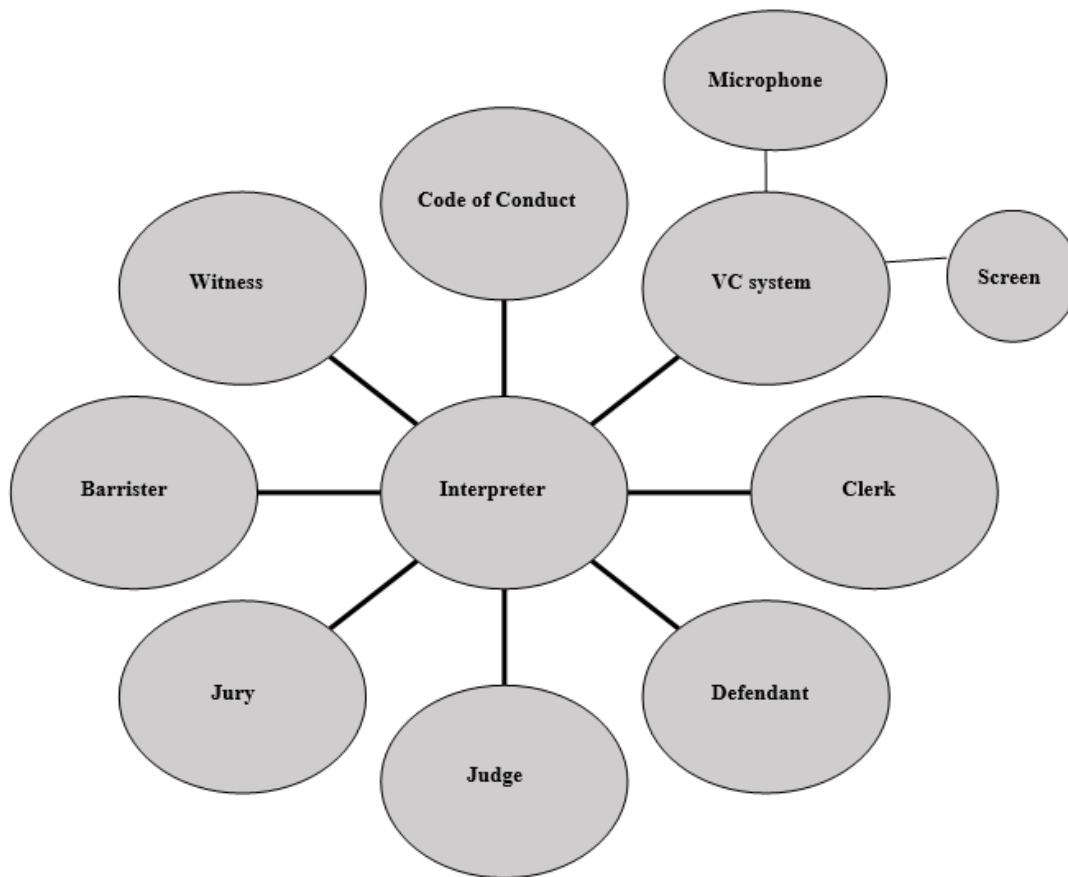 Microphone
Code of Conduct
Witness
VC system
Screen
Barrister
Interpreter
Clerk
Jury
Defendant
Judge